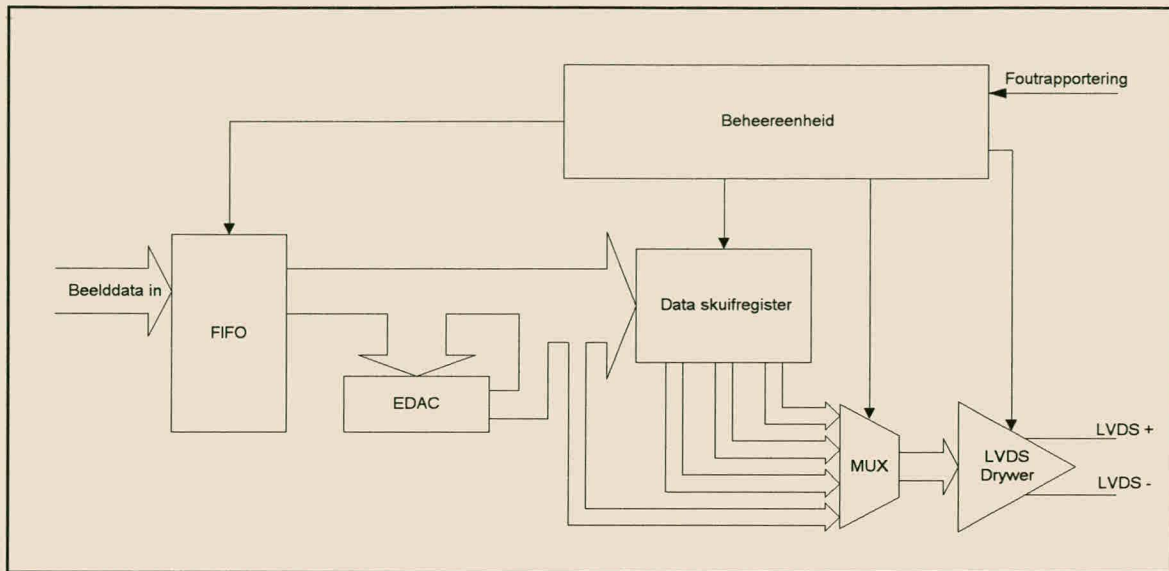 Foutrapportering
Beheereenheid
Beelddata in
FIFO
Data skuifregister
EDAC
MUX
LVDS
Drywer
LVDS +
LVDS -